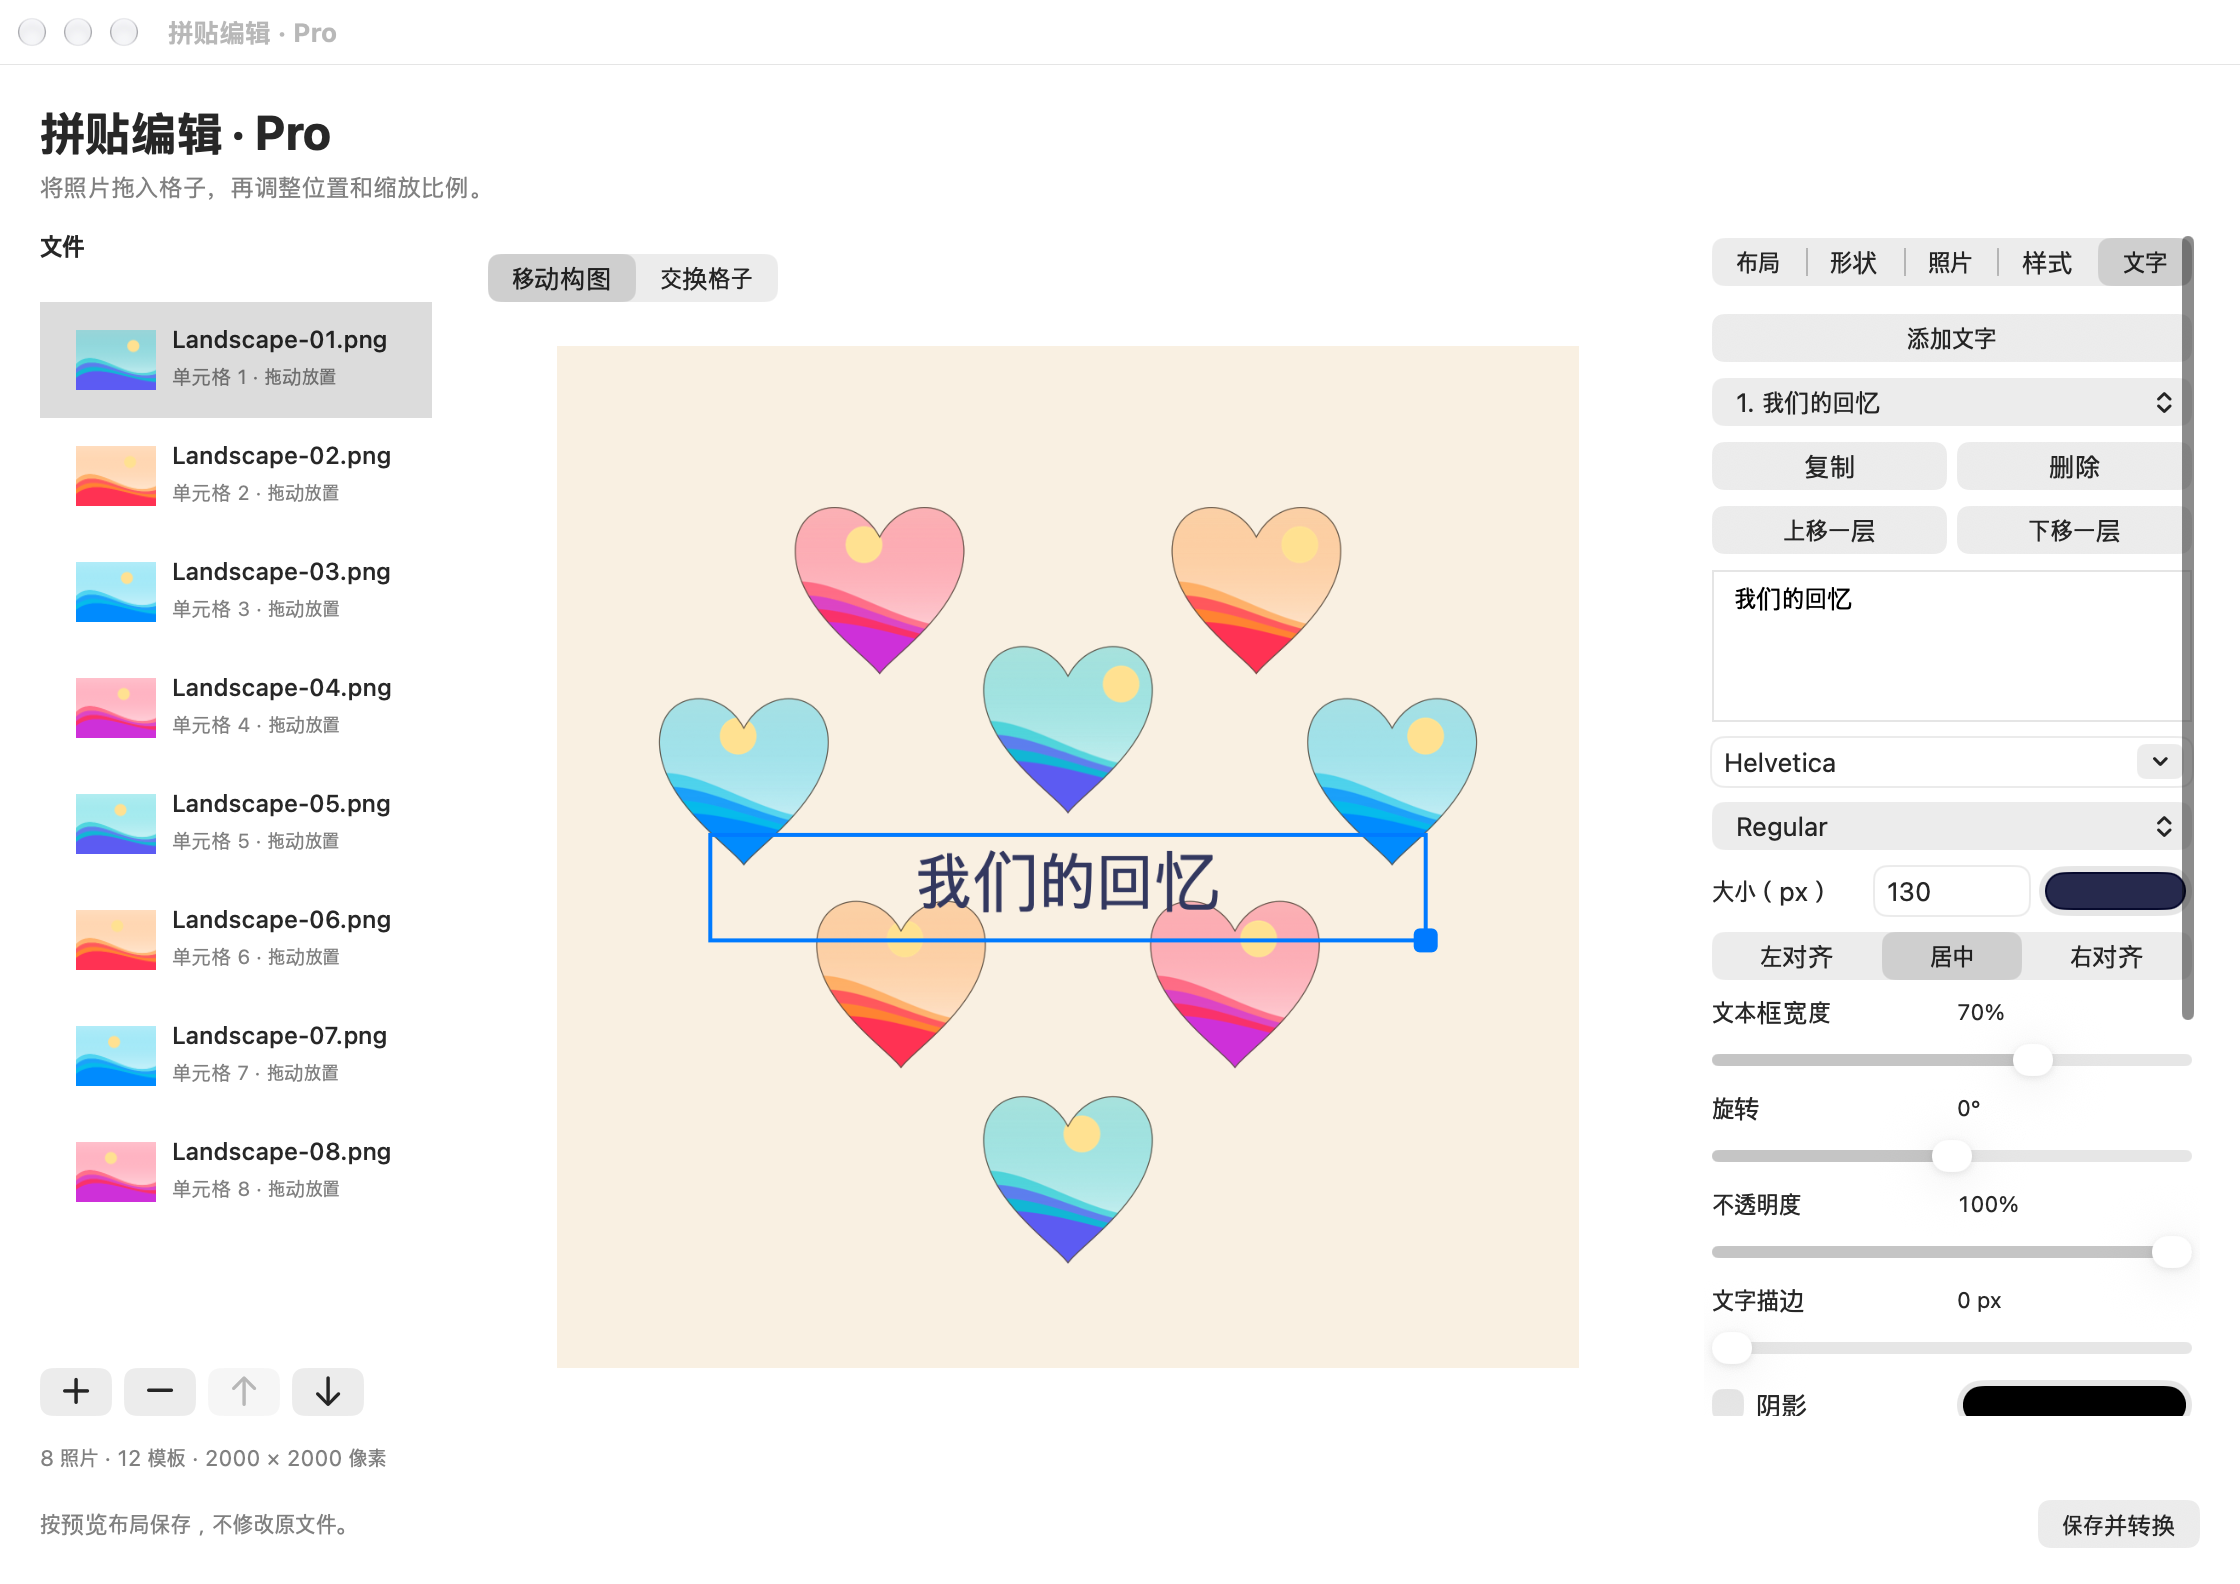 拼贴编辑 · Pro
拼贴编辑 · Pro
将照片拖入格子，再调整位置和缩放比例。
文件
Landscape-01.png
单元格 1 · 拖动放置
Landscape-02.png
单元格 2 · 拖动放置
Landscape-03.png
单元格 3 · 拖动放置
Landscape-04.png
单元格 4 · 拖动放置
Landscape-05.png
单元格 5 · 拖动放置
Landscape-06.png
单元格 6 · 拖动放置
Landscape-07.png
单元格 7 · 拖动放置
Landscape-08.png
单元格 8 · 拖动放置
8 照片 · 12 模板 · 2000 × 2000 像素
按预览布局保存，不修改原文件。
移动构图 交换格子
我们的回忆
布局 形状 照片 样式 文字
添加文字
1. 我们的回忆
复制 删除
上移一层 下移一层
我们的回忆
Helvetica
Regular
大小（px） 130
左对齐 居中 右对齐
文本框宽度 70%
旋转 0°
不透明度 100%
文字描边 0 px
阴影
保存并转换